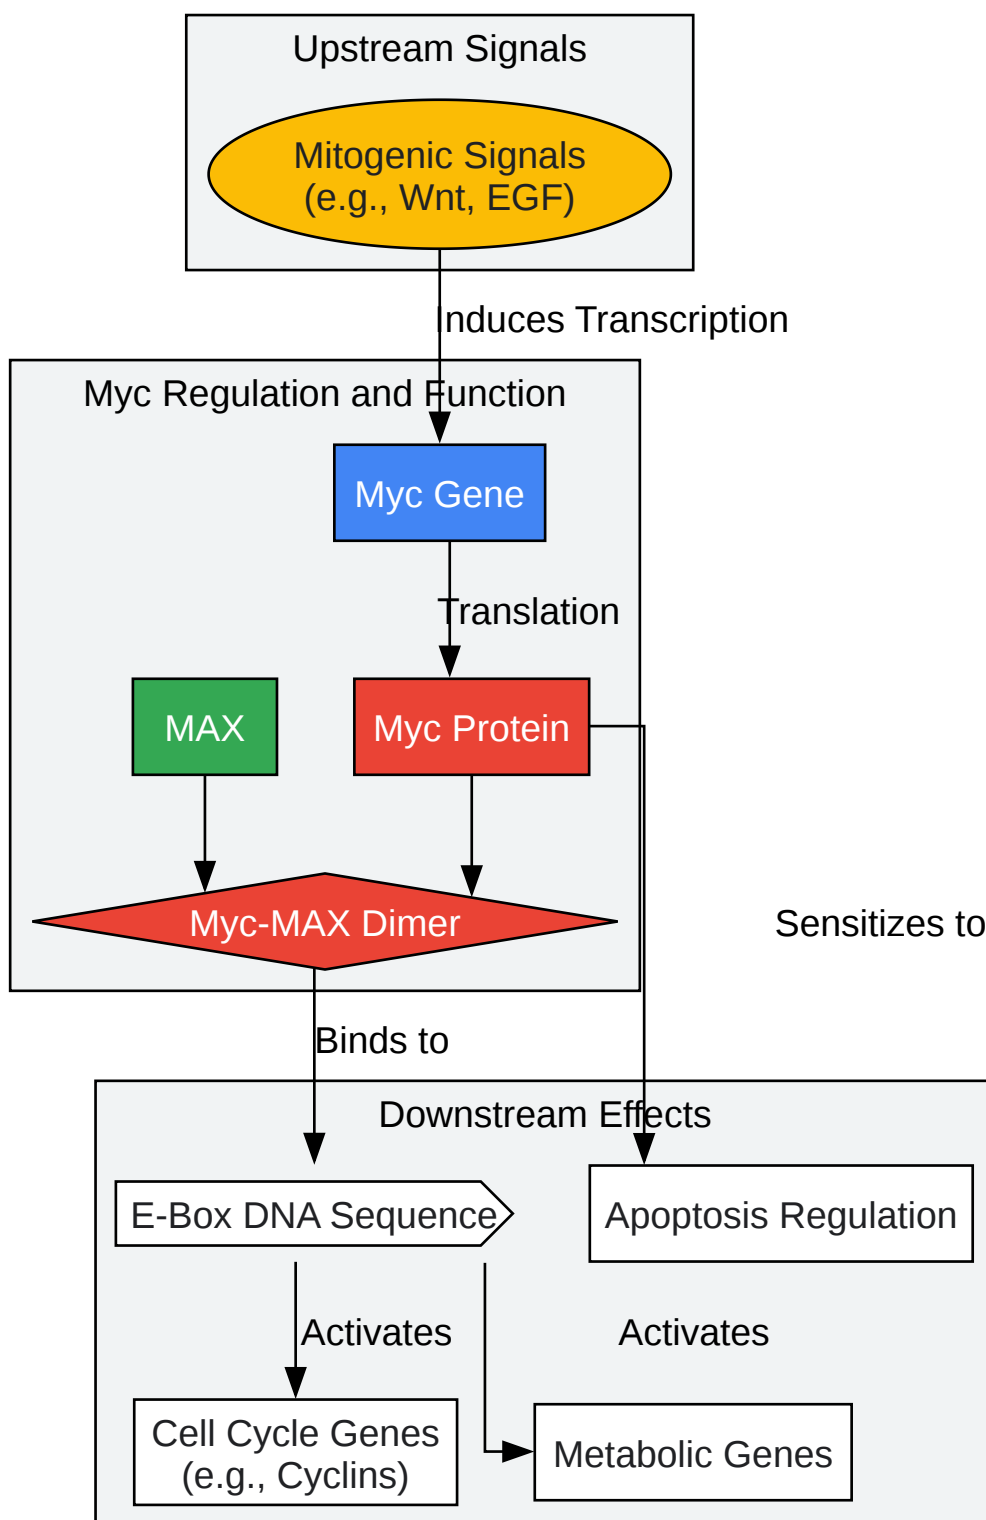 Upstream Signals
Mitogenic Signals
(e.g., Wnt, EGF)
Induces Transcription
Myc Regulation and Function
Myc Gene
Translation
MAX
Myc Protein
Myc-MAX Dimer
Sensitizes to
Binds to
Downstream Effects
E-Box DNA Sequence
Apoptosis Regulation
Activates
Activates
Cell Cycle Genes
(e.g., Cyclins)
Metabolic Genes